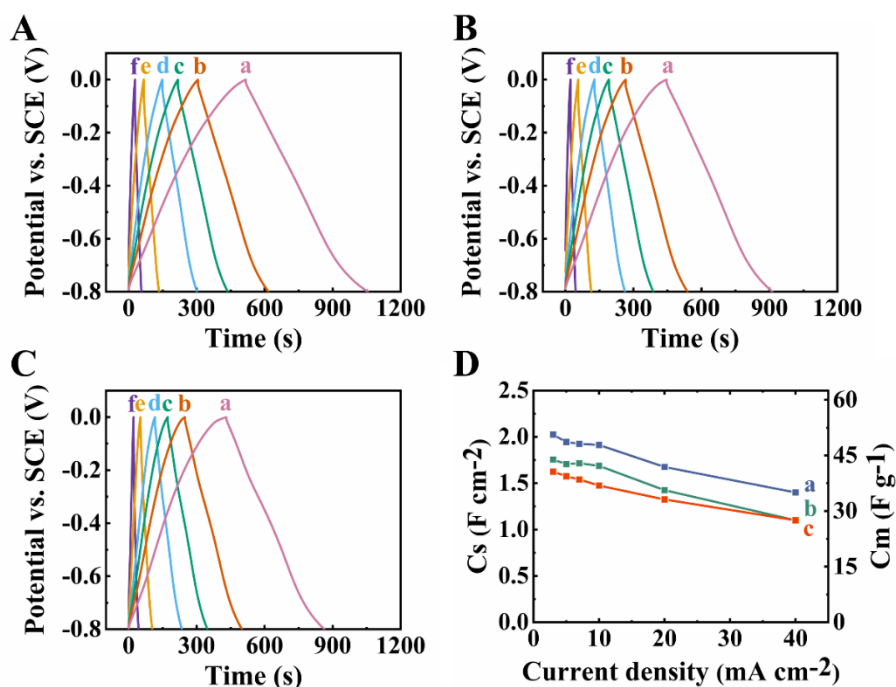 A
f e d c b a
Potential vs. SCE (V)
0.0
-0.2
-0.4
-0.6
-0.8
0 300 600 900 1200
Time (s)
B
f e d c b a
Potential vs. SCE (V)
0.0
-0.2
-0.4
-0.6
-0.8
0 300 600 900 1200
Time (s)
C
f e d c b a
Potential vs. SCE (V)
0.0
-0.2
-0.4
-0.6
-0.8
0 300 600 900 1200
Time (s)
D
Cs (F cm-2)
2.5
2.0
1.5
1.0
0.5
0.0
a
b
c
60
45
30
15
0
Cm (F g-1)
0 10 20 30 40
Current density (mA cm-2)